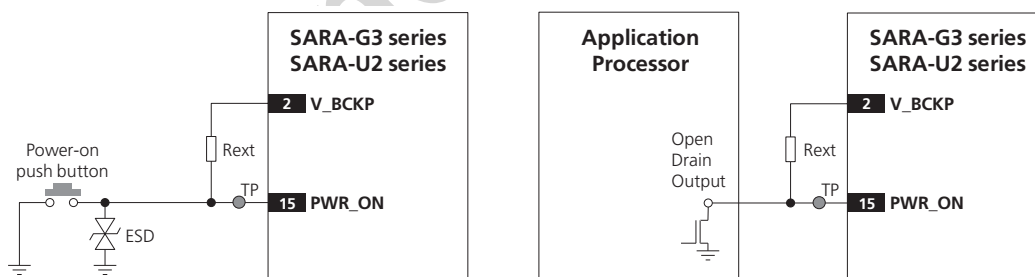 SARA-G3 series
SARA-U2 series
2 V_BCKP
Rext
Power-on
push button
TP
15 PWR_ON
ESD
Application
Processor
Open
Drain
Output
SARA-G3 series
SARA-U2 series
2 V_BCKP
Rext
TP
15 PWR_ON